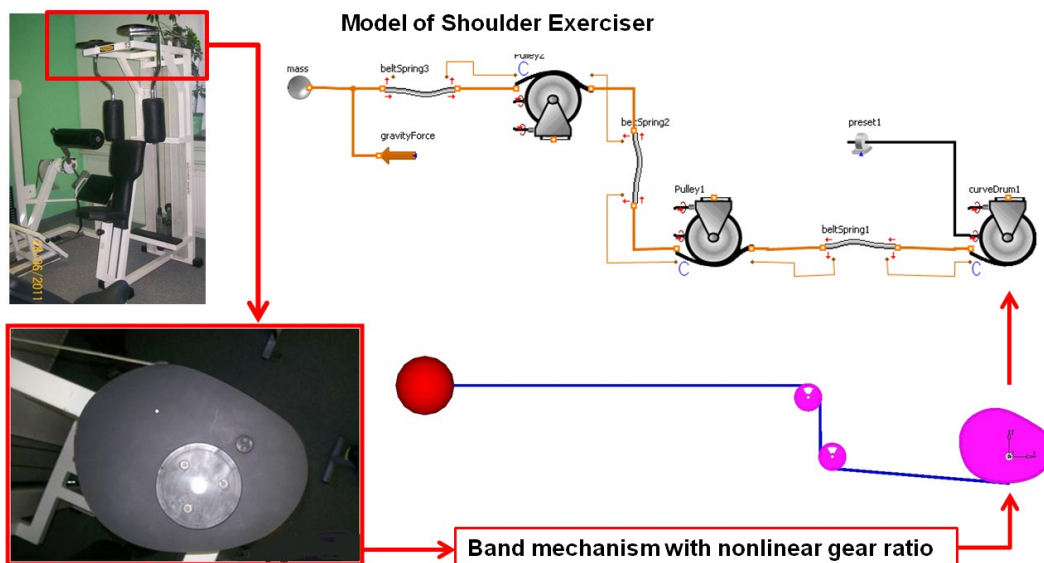 Model of Shoulder Exerciser
mass
beltSpring3
C
Pulley2
gravityForce
beltSpring2
preset1
Pulley1
curveDrum1
beltSpring1
C
C
Band mechanism with nonlinear gear ratio